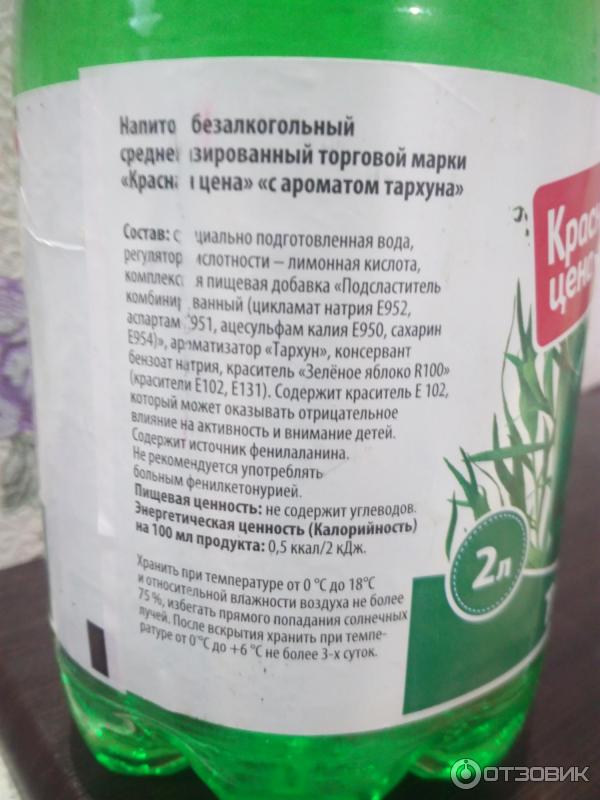 Напито безалкогольный
средне изированный торговой марки
«Красн я цена» «с ароматом тархуна»
Состав: с циально подготовленная вода,
регулятор ислотности – лимонная кислота,
комплекс я пищевая добавка «Подсластитель
комбини ванный (цикламат натрия Е952,
аспартам 951, ацесульфам калия Е950, сахарин
Е954)», ароматизатор «Тархун», консервант
бензоат натрия, краситель «Зелёное яблоко R100»
(красители Е102, Е131). Содержит краситель Е 102,
который может оказывать отрицательное
влияние на активность и внимание детей.
Содержит источник фенилаланина.
Не рекомендуется употреблять
больным фенилкетонурией.
Пищевая ценность: не содержит углеводов.
Энергетическая ценность (Калорийность)
на 100 мл продукта: 0,5 ккал/2 кДж.
Хранить при температуре от 0 °С до 18°С
и относительной влажности воздуха не более
75 %, избегать прямого попадания солнечных
лучей. После вскрытия хранить при темпе-
ратуре от 0 °С до +6 °С не более 3-х суток.
Красн
цена
2л
ОТЗОВИК